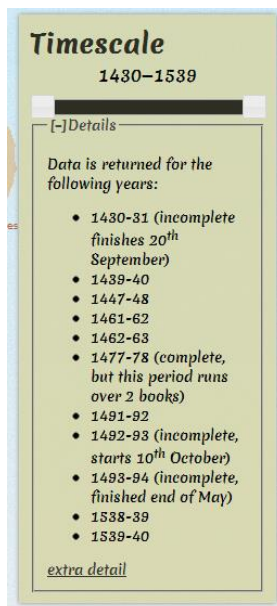 Timescale
1430–1539
[–]Details
Data is returned for the
following years:
• 1430-31 (incomplete
finishes 20th
September)
• 1439-40
• 1447-48
• 1461-62
• 1462-63
• 1477-78 (complete,
but this period runs
over 2 books)
• 1491-92
• 1492-93 (incomplete,
starts 10th October)
• 1493-94 (incomplete,
finished end of May)
• 1538-39
• 1539-40
extra detail